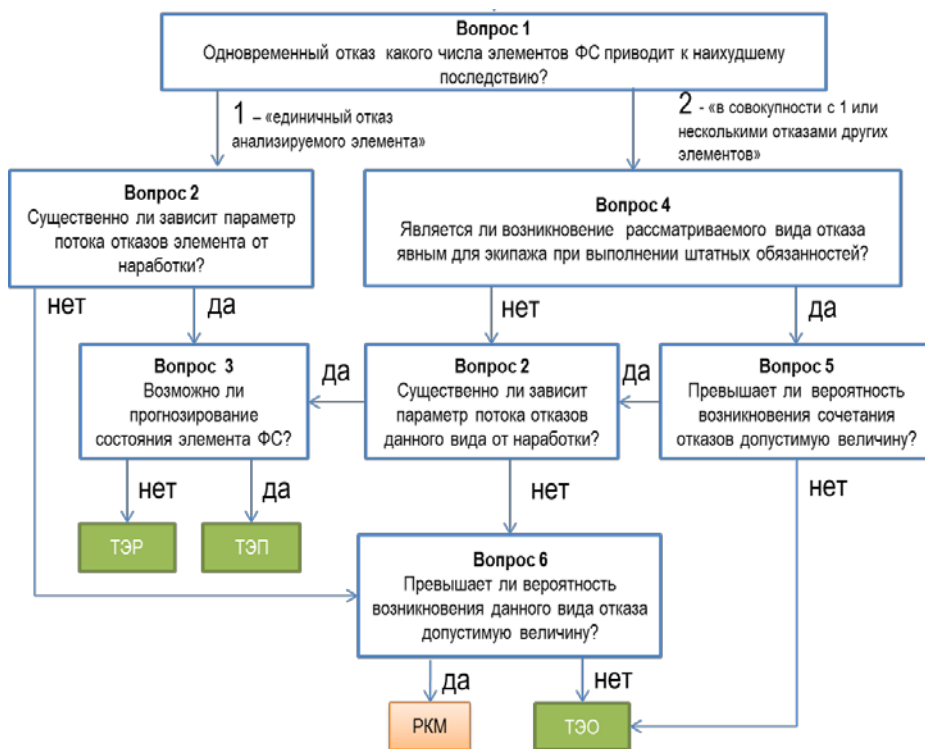 Вопрос 1
Одновременный отказ какого числа элементов ФС приводит к наихудшему
последствию?
1 – «единичный отказ
анализируемого элемента»
2 - «в совокупности с 1 или
несколькими отказами других
элементов»
Вопрос 2
Существенно ли зависит параметр
потока отказов элемента от
наработки?
Вопрос 4
Является ли возникновение рассматриваемого вида отказа
явным для экипажа при выполнении штатных обязанностей?
нет
да
нет
да
Вопрос 3
Возможно ли
прогнозирование
состояния элемента ФС?
да
Вопрос 2
Существенно ли зависит
параметр потока отказов
данного вида от наработки?
да
Вопрос 5
Превышает ли вероятность
возникновения сочетания
отказов допустимую величину?
нет
да
нет
нет
ТЭР
ТЭП
Вопрос 6
Превышает ли вероятность
возникновения данного вида отказа
допустимую величину?
да
нет
РКМ
ТЭО